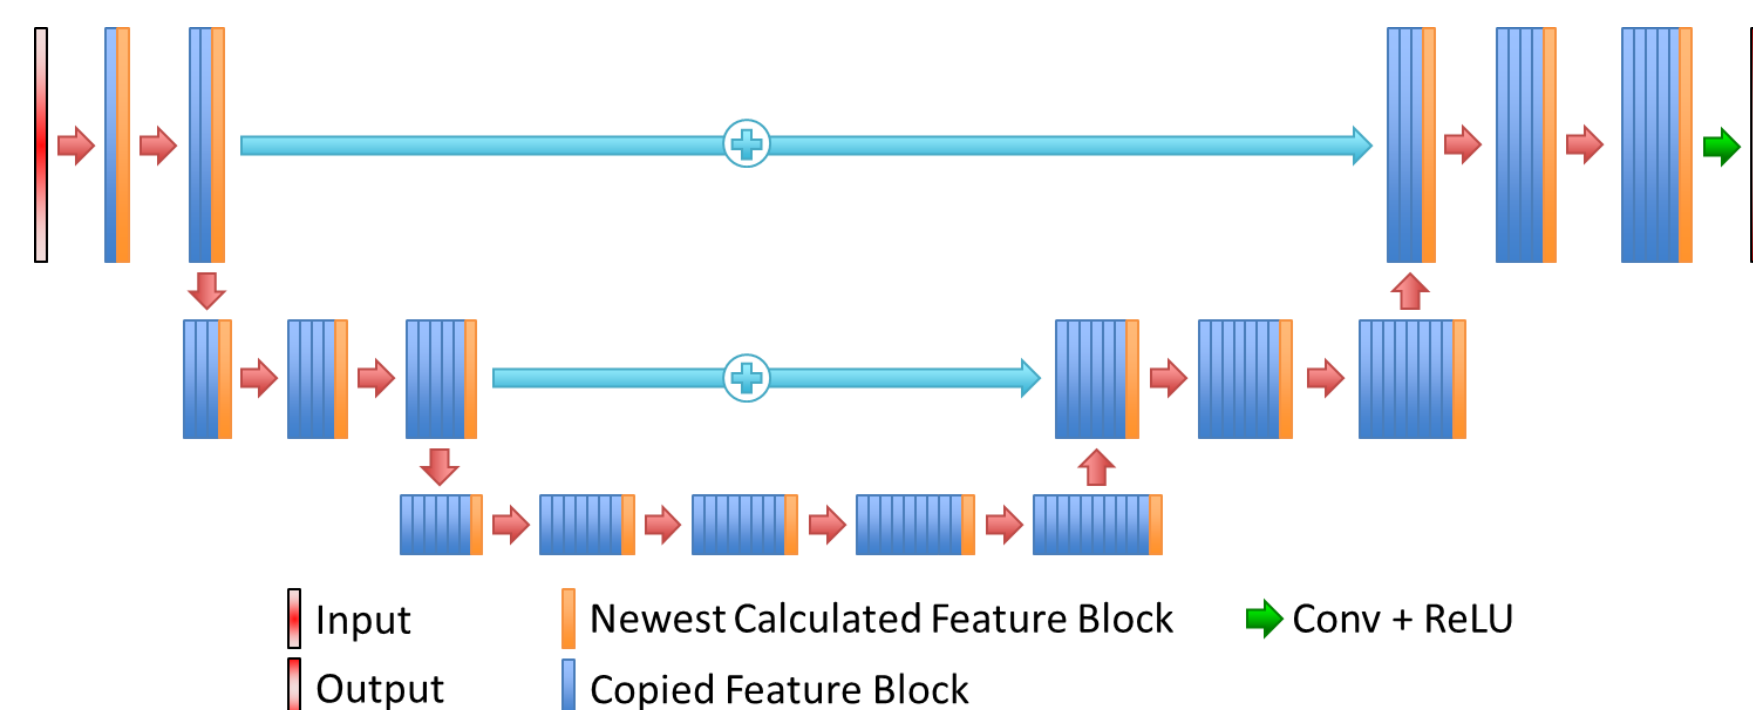 Input
Newest Calculated Feature Block
Conv + ReLU
Output
Copied Feature Block